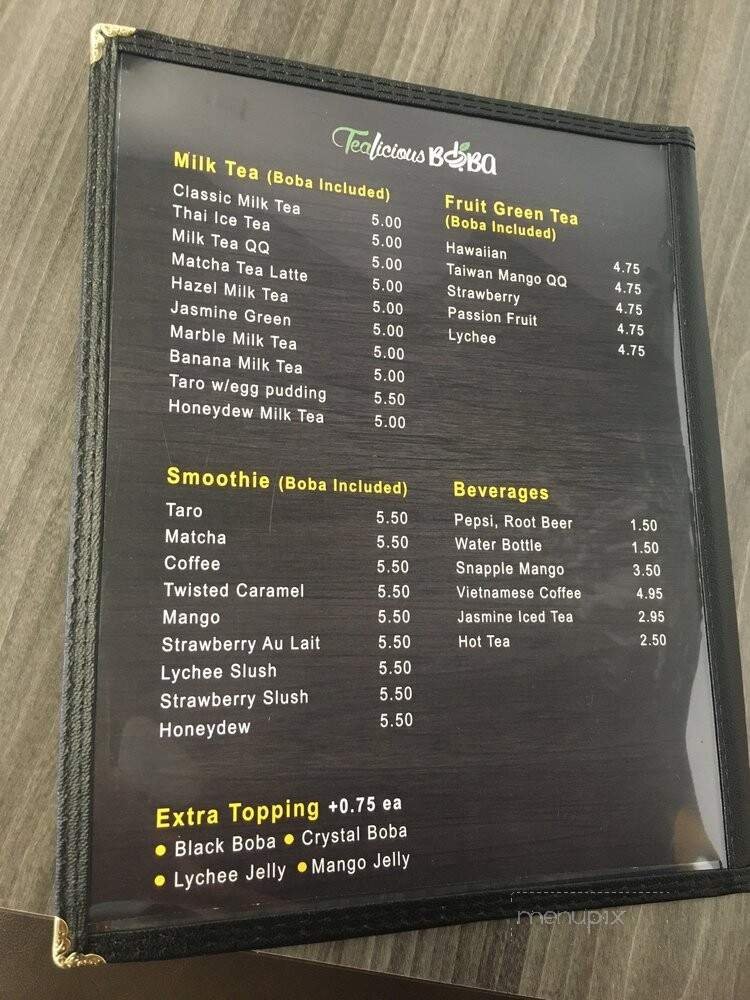 Tealicious BOBA
Milk Tea (Boba Included)
Classic Milk Tea 5.00
Thai Ice Tea 5.00
Milk Tea QQ 5.00
Matcha Tea Latte 5.00
Hazel Milk Tea 5.00
Jasmine Green 5.00
Marble Milk Tea 5.00
Banana Milk Tea 5.00
Taro w/egg pudding 5.50
Honeydew Milk Tea 5.00
Fruit Green Tea
(Boba Included)
Hawaiian 4.75
Taiwan Mango QQ 4.75
Strawberry 4.75
Passion Fruit 4.75
Lychee 4.75
Smoothie (Boba Included)
Taro 5.50
Matcha 5.50
Coffee 5.50
Twisted Caramel 5.50
Mango 5.50
Strawberry Au Lait 5.50
Lychee Slush 5.50
Strawberry Slush 5.50
Honeydew 5.50
Beverages
Pepsi, Root Beer 1.50
Water Bottle 1.50
Snapple Mango 3.50
Vietnamese Coffee 4.95
Jasmine Iced Tea 2.95
Hot Tea 2.50
Extra Topping +0.75 ea
• Black Boba • Crystal Boba
• Lychee Jelly • Mango Jelly
menupix